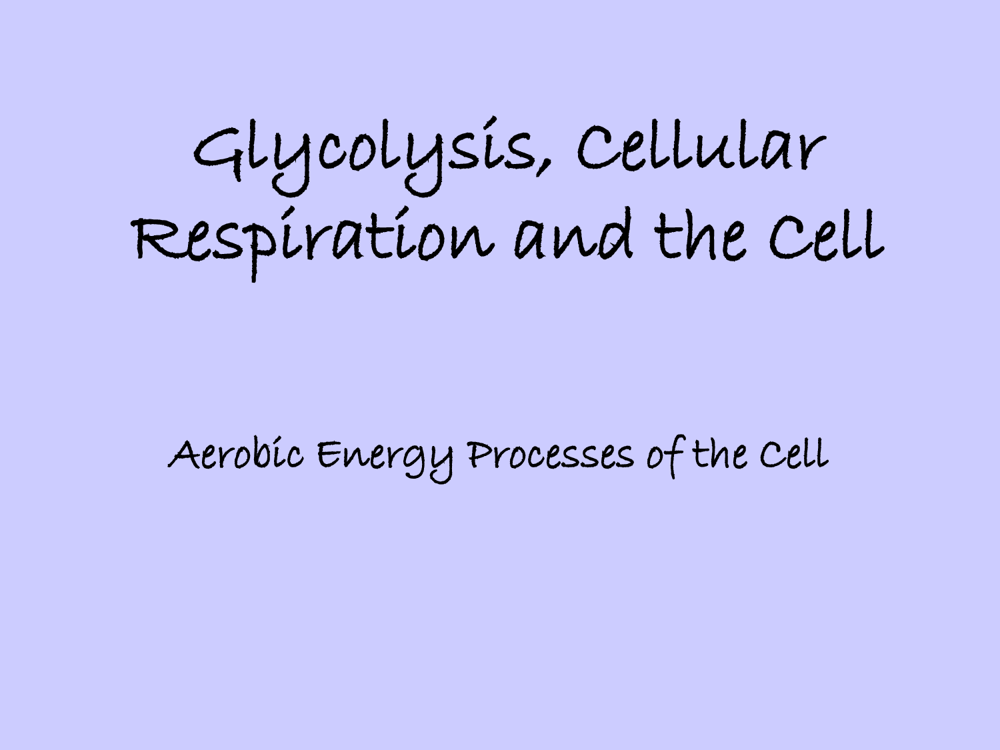 Glycolysis, Cellular
Respiration and the Cell
Aerobic Energy Processes of the Cell